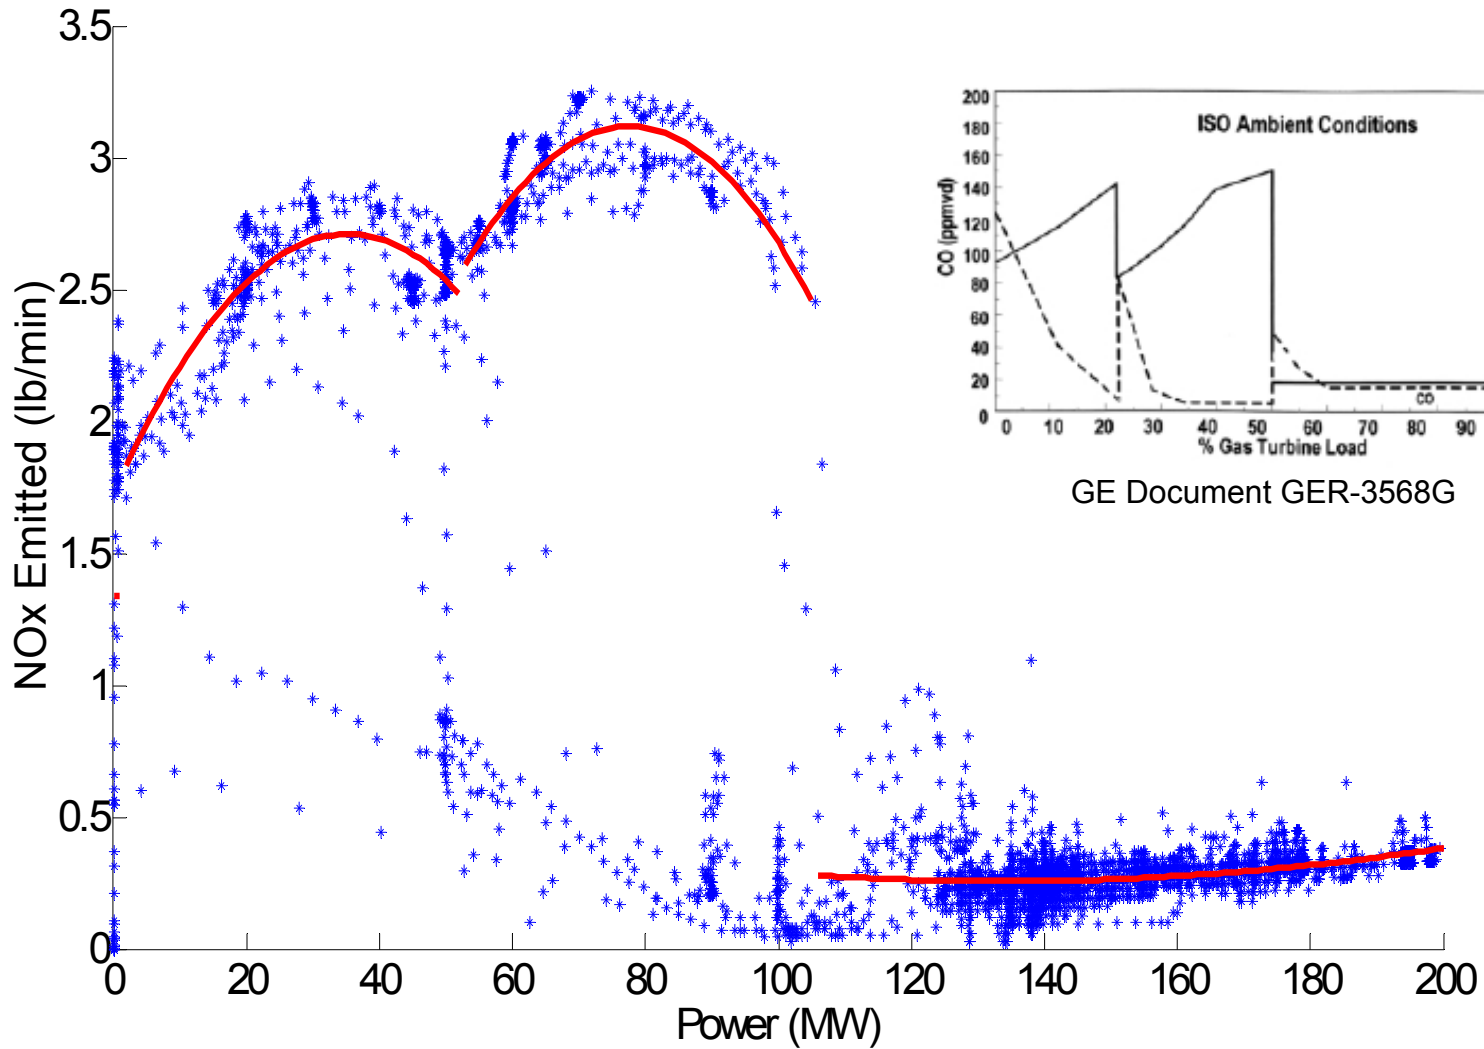 3.5
3
2.5
2
1.5
1
0.5
0
NOx Emitted (lb/min)
0 20 40 60 80 100 120 140 160 180 200
Power (MW)
200
180
160
140
120
100
80
60
40
20
0
CO (ppmvd)
ISO Ambient Conditions
CO
0 10 20 30 40 50 60 70 80 90
% Gas Turbine Load
GE Document GER-3568G